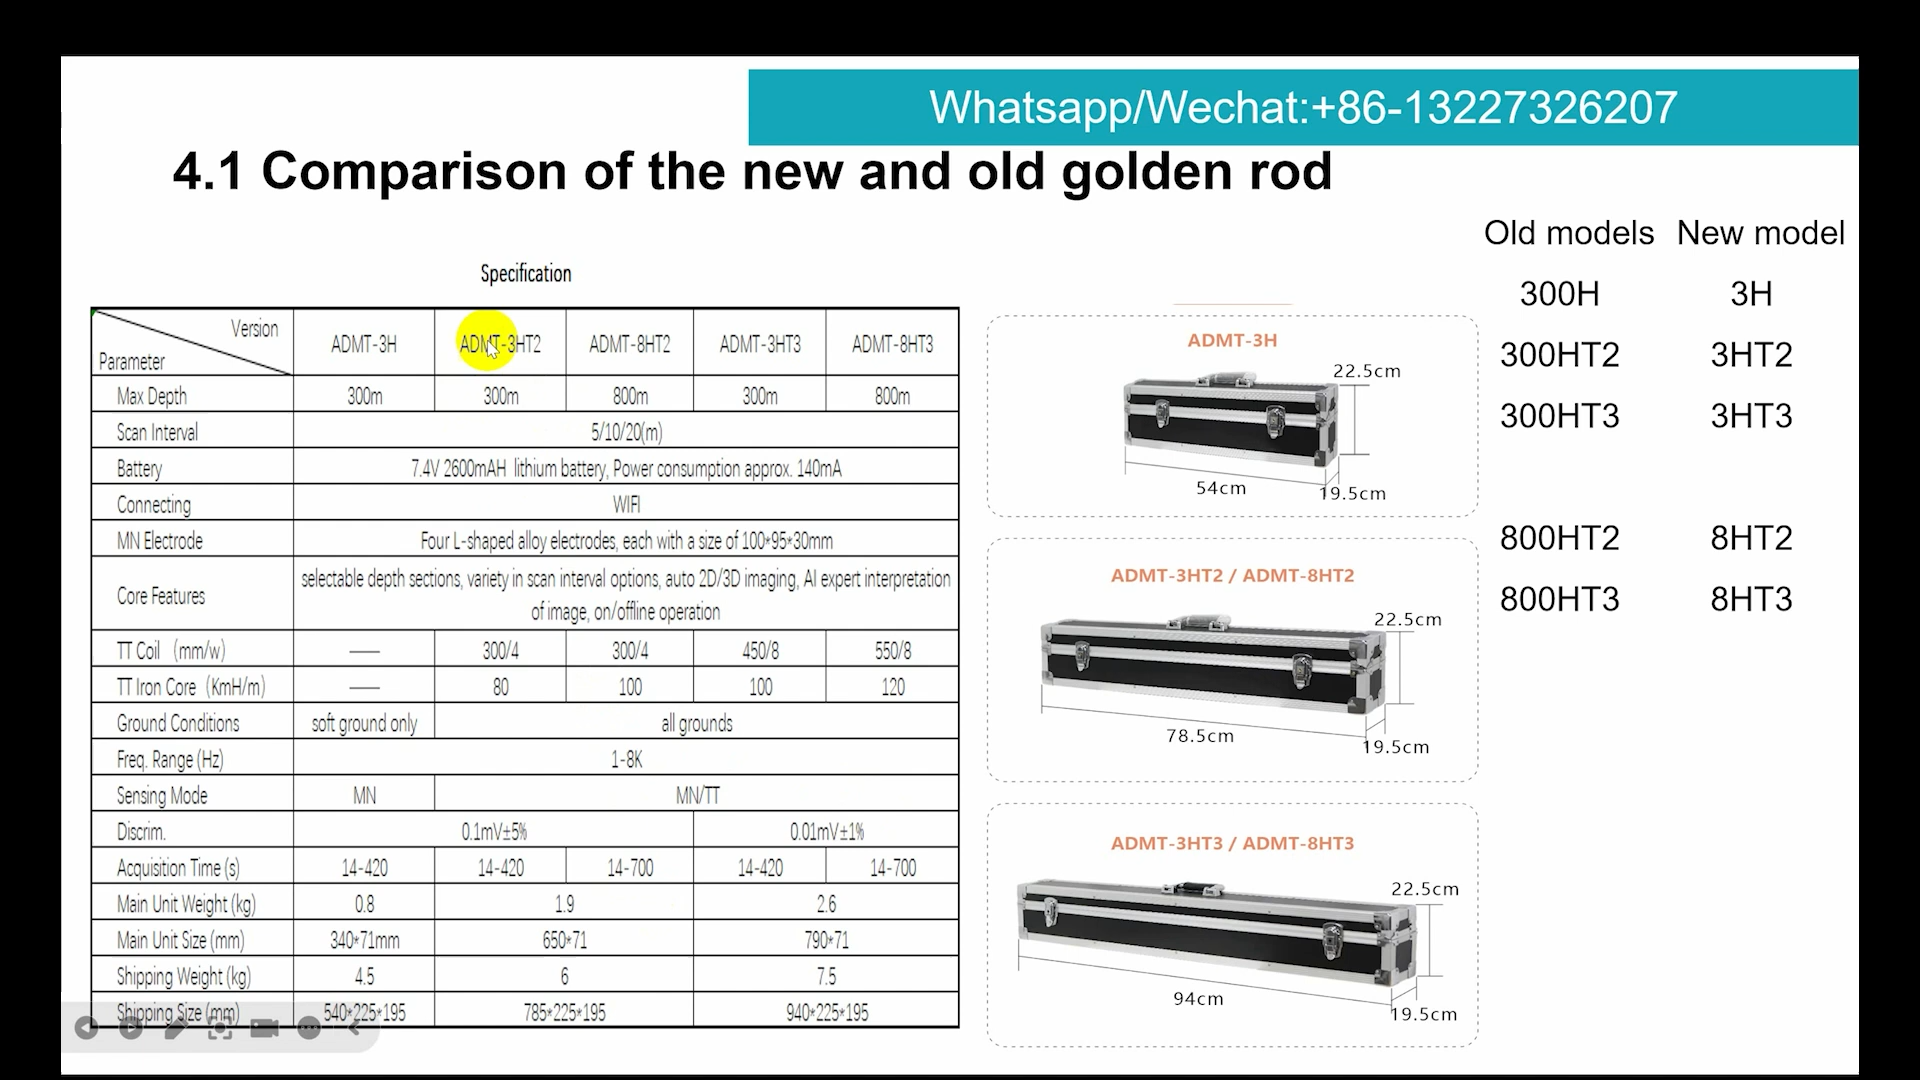 Whatsapp/Wechat:+86-13227326207
4.1 Comparison of the new and old golden rod
Old models New model
300H 3H
300HT2 3HT2
300HT3 3HT3
800HT2 8HT2
800HT3 8HT3
Specification
Version
Parameter
ADMT-3H ADMT-3HT2 ADMT-8HT2 ADMT-3HT3 ADMT-8HT3
Max Depth 300m 300m 800m 300m 800m
Scan Interval 5/10/20(m)
Battery 7.4V 2600mAH lithium battery, Power consumption approx. 140mA
Connecting WIFI
MN Electrode Four L-shaped alloy electrodes, each with a size of 100*95*30mm
Core Features selectable depth sections, variety in scan interval options, auto 2D/3D imaging, AI expert interpretation
of image, on/offline operation
TT Coil (mm/w) —— 300/4 300/4 450/8 550/8
TT Iron Core (KmH/m) —— 80 100 100 120
Ground Conditions soft ground only all grounds
Freq. Range (Hz) 1-8K
Sensing Mode MN MN/TT
Discrim. 0.1mV±5% 0.01mV±1%
Acquisition Time (s) 14-420 14-420 14-700 14-420 14-700
Main Unit Weight (kg) 0.8 1.9 2.6
Main Unit Size (mm) 340*71mm 650*71 790*71
Shipping Weight (kg) 4.5 6 7.5
Shipping Size (mm) 540*225*195 785*225*195 940*225*195
ADMT-3H
22.5cm
54cm
19.5cm
ADMT-3HT2 / ADMT-8HT2
22.5cm
78.5cm
19.5cm
ADMT-3HT3 / ADMT-8HT3
22.5cm
94cm
19.5cm